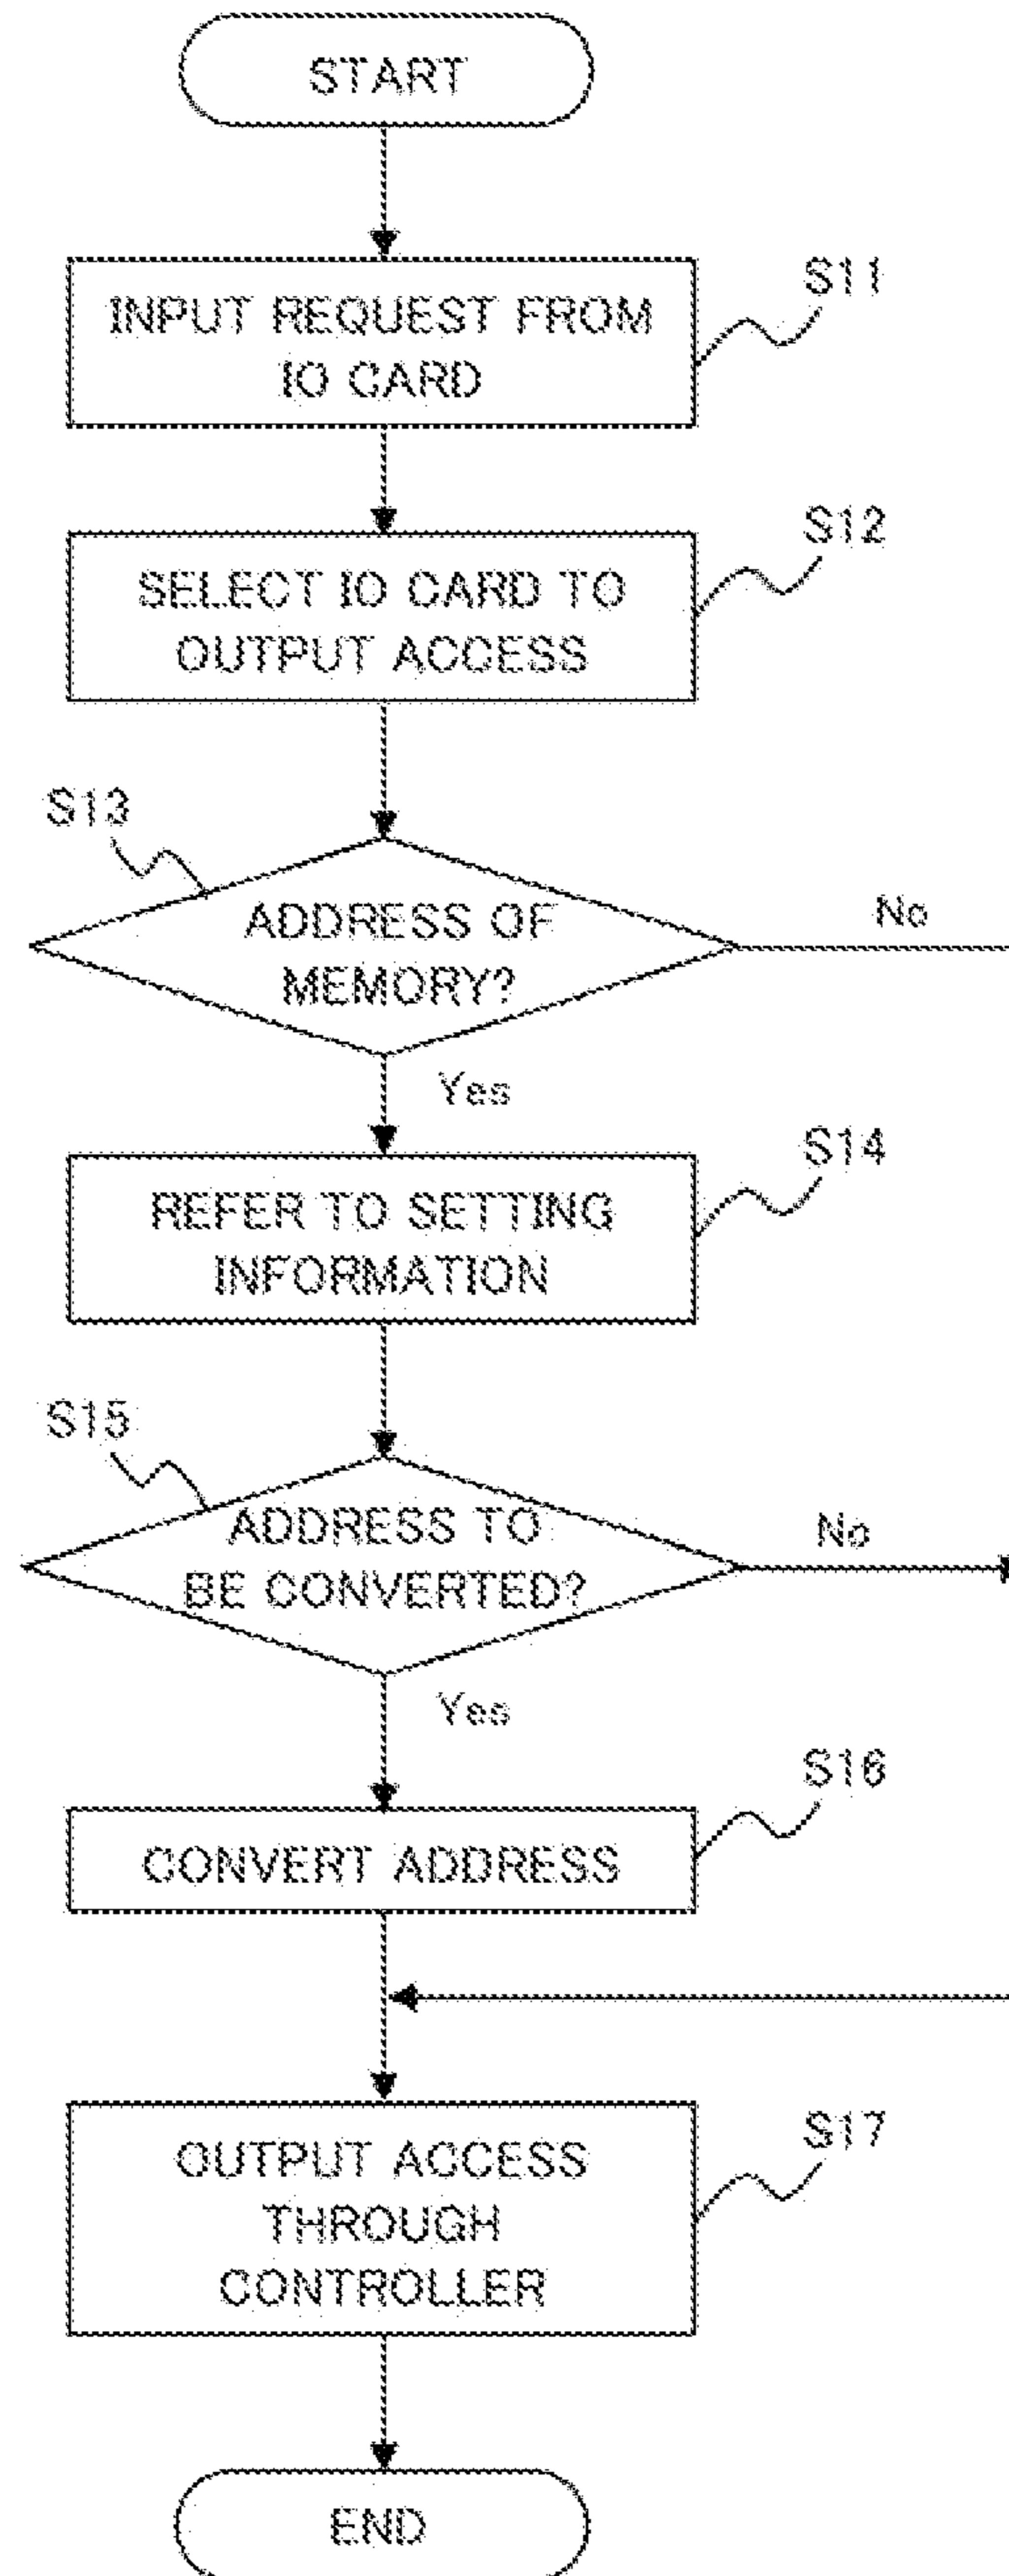 START
INPUT REQUEST FROM
IO CARD
S11
SELECT IO CARD TO
OUTPUT ACCESS
S12
S13
ADDRESS OF
MEMORY?
No
Yes
REFER TO SETTING
INFORMATION
S14
S15
ADDRESS TO
BE CONVERTED?
No
Yes
CONVERT ADDRESS
S16
OUTPUT ACCESS
THROUGH
CONTROLLER
S17
END